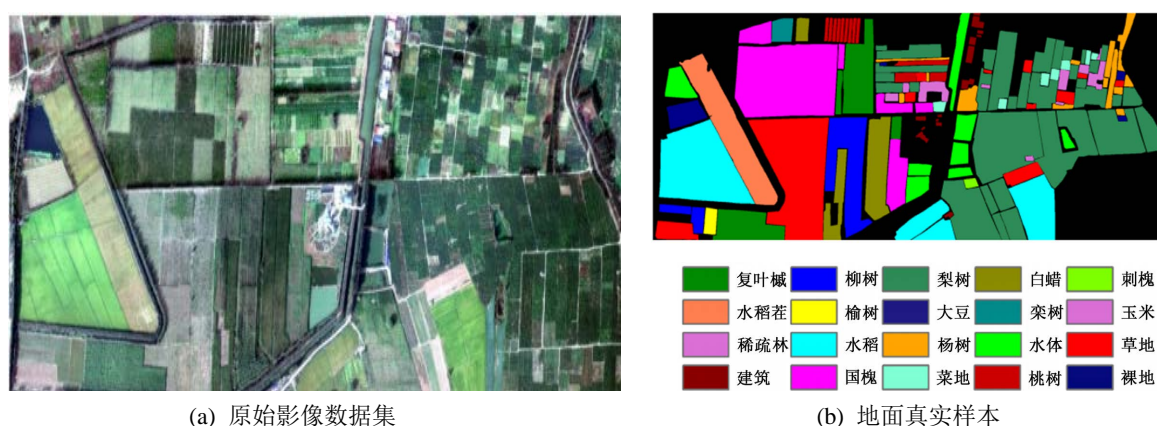 复叶槭 柳树 梨树 白蜡 刺槐
水稻茬 榆树 大豆 栾树 玉米
稀疏林 水稻 杨树 水体 草地
建筑 国槐 菜地 桃树 裸地
(a) 原始影像数据集 (b) 地面真实样本